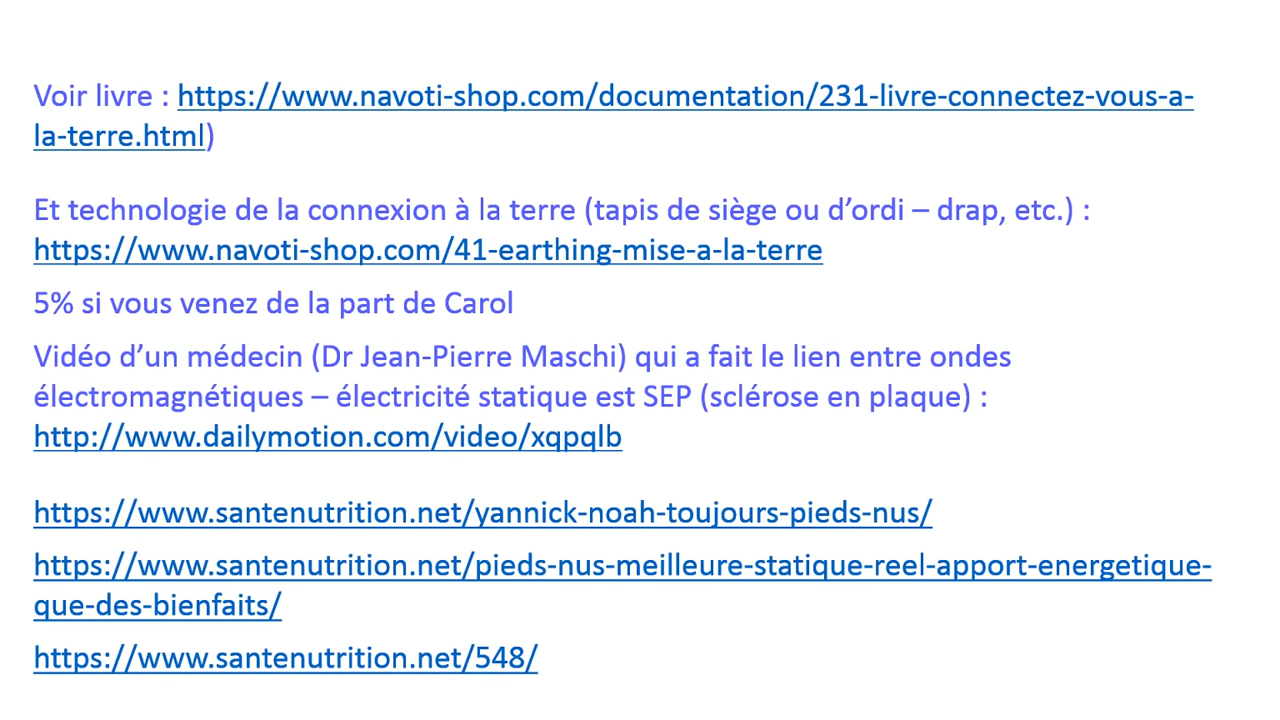 Voir livre : https://www.navoti-shop.com/documentation/231-livre-connectez-vous-a-
la-terre.html)
Et technologie de la connexion à la terre (tapis de siège ou d’ordi – drap, etc.) :
https://www.navoti-shop.com/41-earthing-mise-a-la-terre
5% si vous venez de la part de Carol
Vidéo d’un médecin (Dr Jean-Pierre Maschi) qui a fait le lien entre ondes
électromagnétiques – électricité statique est SEP (sclérose en plaque) :
http://www.dailymotion.com/video/xqpqlb
https://www.santenutrition.net/yannick-noah-toujours-pieds-nus/
https://www.santenutrition.net/pieds-nus-meilleure-statique-reel-apport-energetique-
que-des-bienfaits/
https://www.santenutrition.net/548/